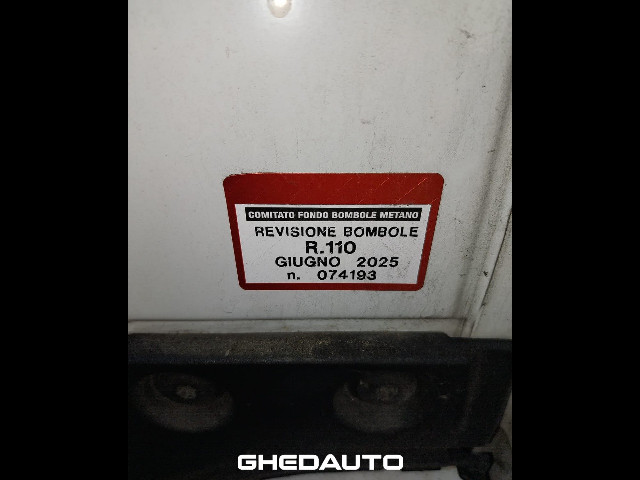 COMITATO FONDO BOMBOLE METANO
REVISIONE BOMBOLE
R.110
GIUGNO 2025
n. 074193
GHEDAUTO